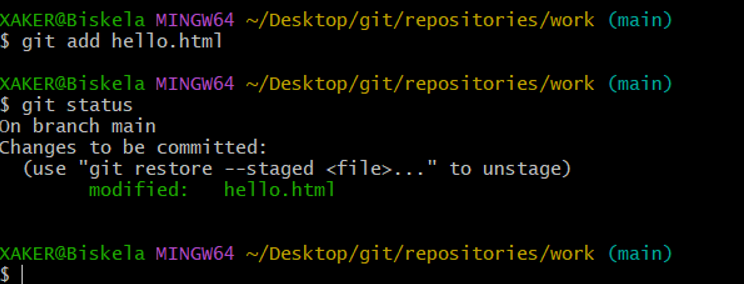 XAKER@Biskela MINGW64 ~/Desktop/git/repositories/work (main)
$ git add hello.html
XAKER@Biskela MINGW64 ~/Desktop/git/repositories/work (main)
$ git status
On branch main
Changes to be committed:
  (use "git restore --staged <file>..." to unstage)
        modified:   hello.html
XAKER@Biskela MINGW64 ~/Desktop/git/repositories/work (main)
$